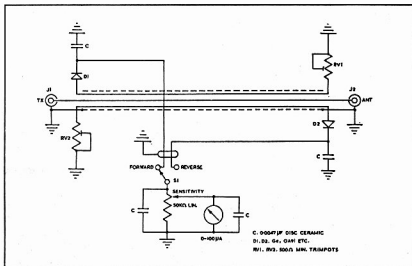 C
D1
RV1
J1
J2
TX
ANT
RV2
D2
FORWARD
REVERSE
C
S1
SENSITIVITY
50KΩ LIN.
C
C
0-100µA
C. 0·0047µF DISC CERAMIC
D1. D2. Ge. OA91 ETC.
RV1. RV2. 500Ω MIN. TRIMPOTS